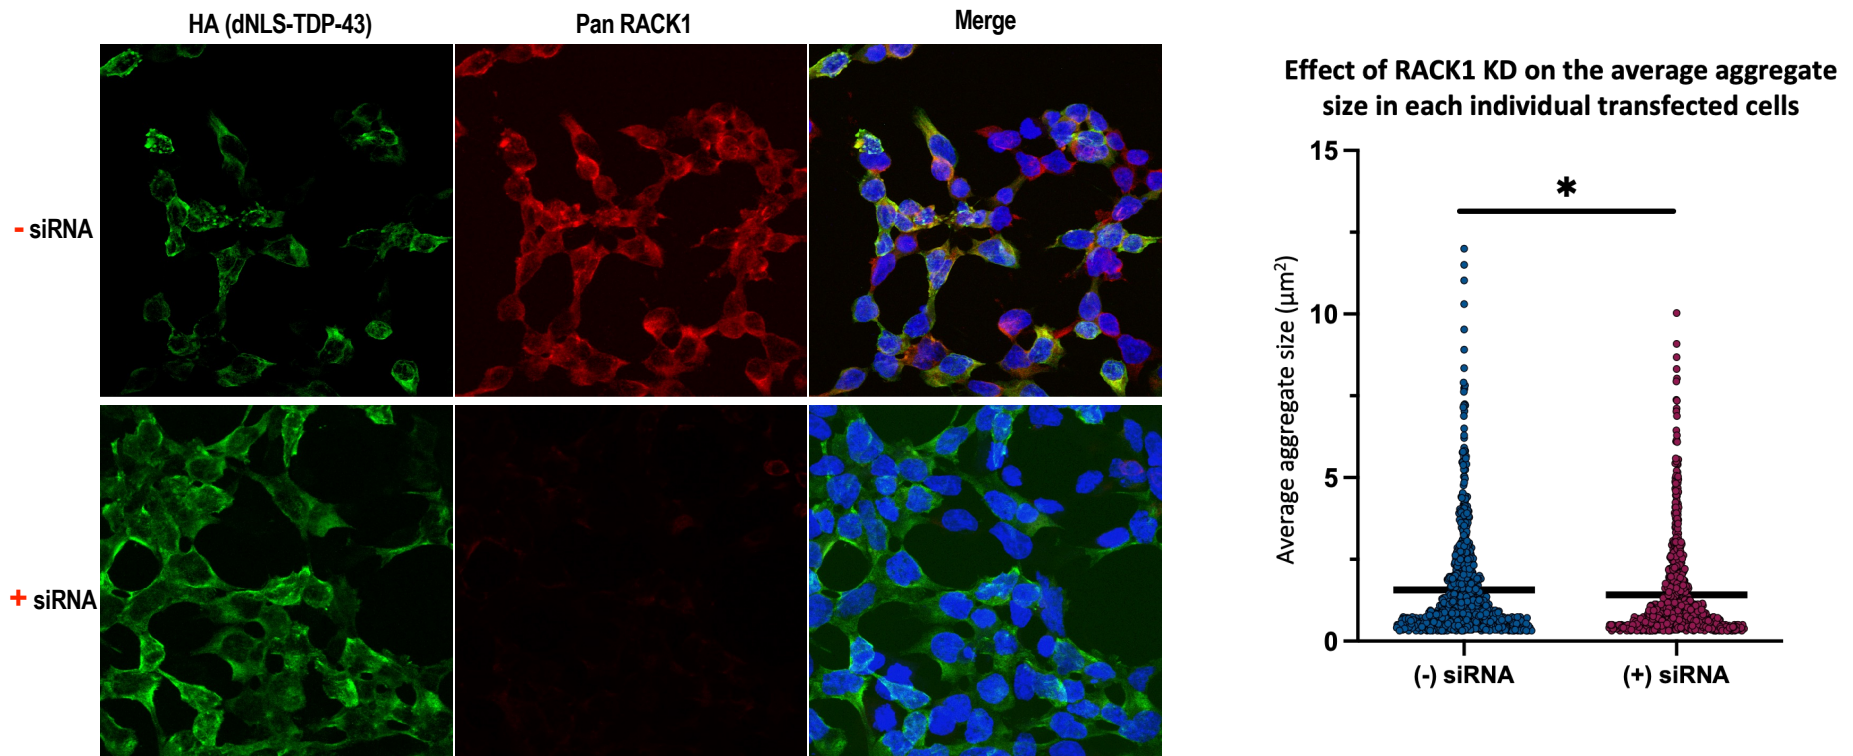 HA (dNLS-TDP-43)
Pan RACK1
Merge
- siRNA
+ siRNA
Effect of RACK1 KD on the average aggregate
size in each individual transfected cells
Average aggregate size (µm²)
15
10
5
0
*
(-) siRNA
(+) siRNA